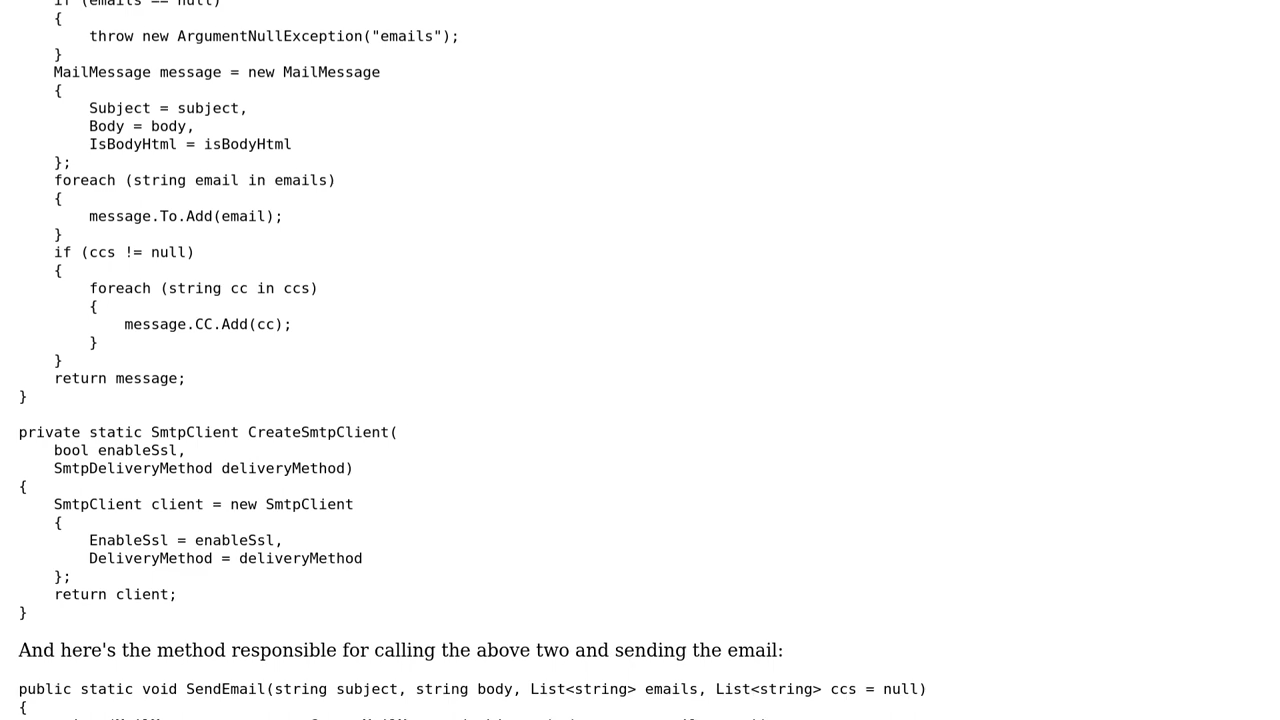 if (emails == null)
{
throw new ArgumentNullException("emails");
}
MailMessage message = new MailMessage
{
Subject = subject,
Body = body,
IsBodyHtml = isBodyHtml
};
foreach (string email in emails)
{
message.To.Add(email);
}
if (ccs != null)
{
foreach (string cc in ccs)
{
message.CC.Add(cc);
}
}
return message;
}
private static SmtpClient CreateSmtpClient(
bool enableSsl,
SmtpDeliveryMethod deliveryMethod)
{
SmtpClient client = new SmtpClient
{
EnableSsl = enableSsl,
DeliveryMethod = deliveryMethod
};
return client;
}
And here's the method responsible for calling the above two and sending the email:
public static void SendEmail(string subject, string body, List<string> emails, List<string> ccs = null)
{